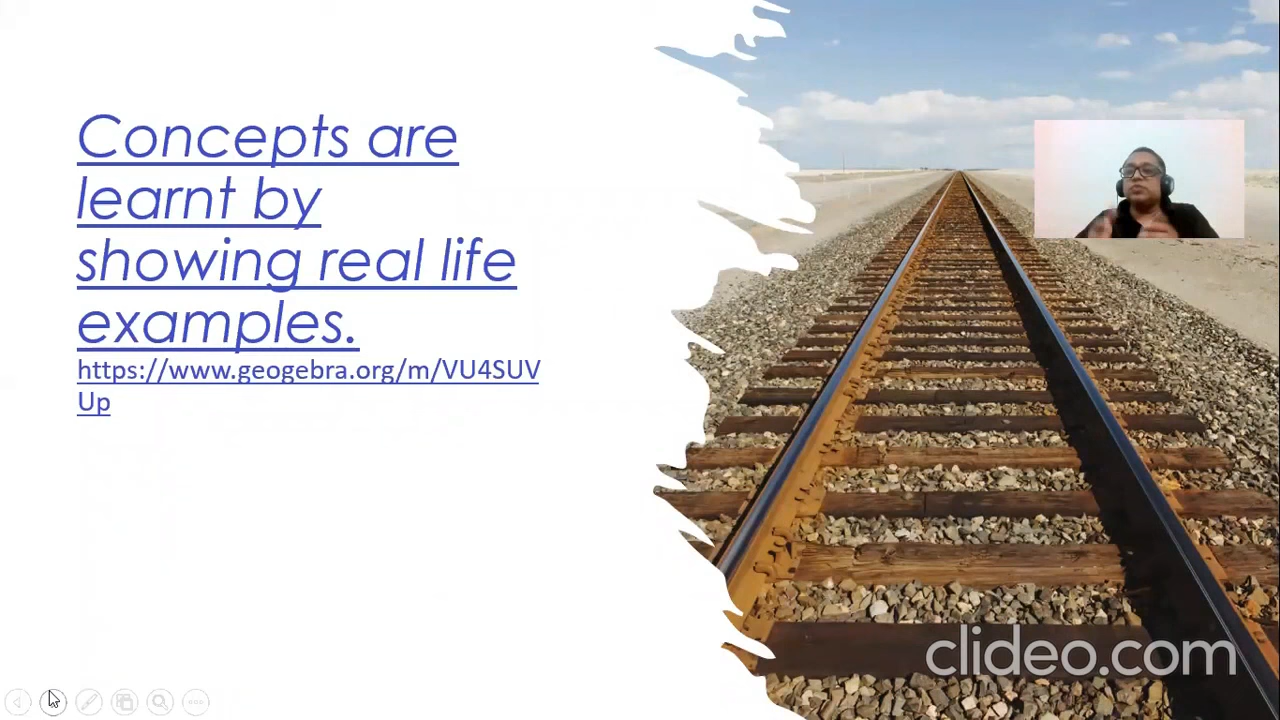 Concepts are
learnt by
showing real life
examples.
https://www.geogebra.org/m/VU4SUV
Up
clideo.com